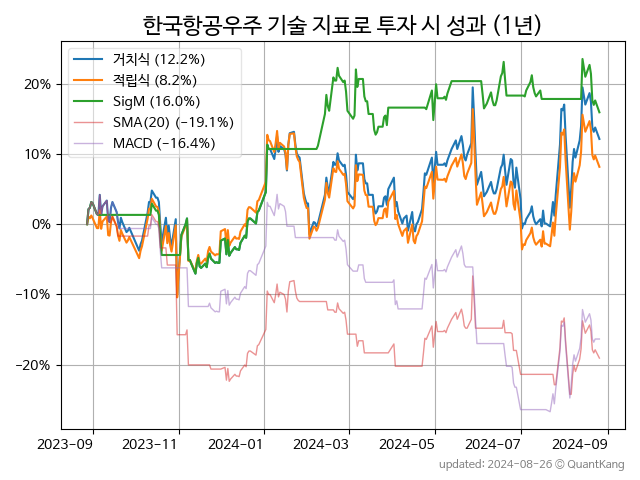 한국항공우주 기술 지표로 투자 시 성과 (1년)
거치식 (12.2%)
적립식 (8.2%)
SigM (16.0%)
SMA(20) (−19.1%)
MACD (−16.4%)
20%
10%
0%
−10%
−20%
2023-09 2023-11 2024-01 2024-03 2024-05 2024-07 2024-09
updated: 2024-08-26 ⓒ QuantKang